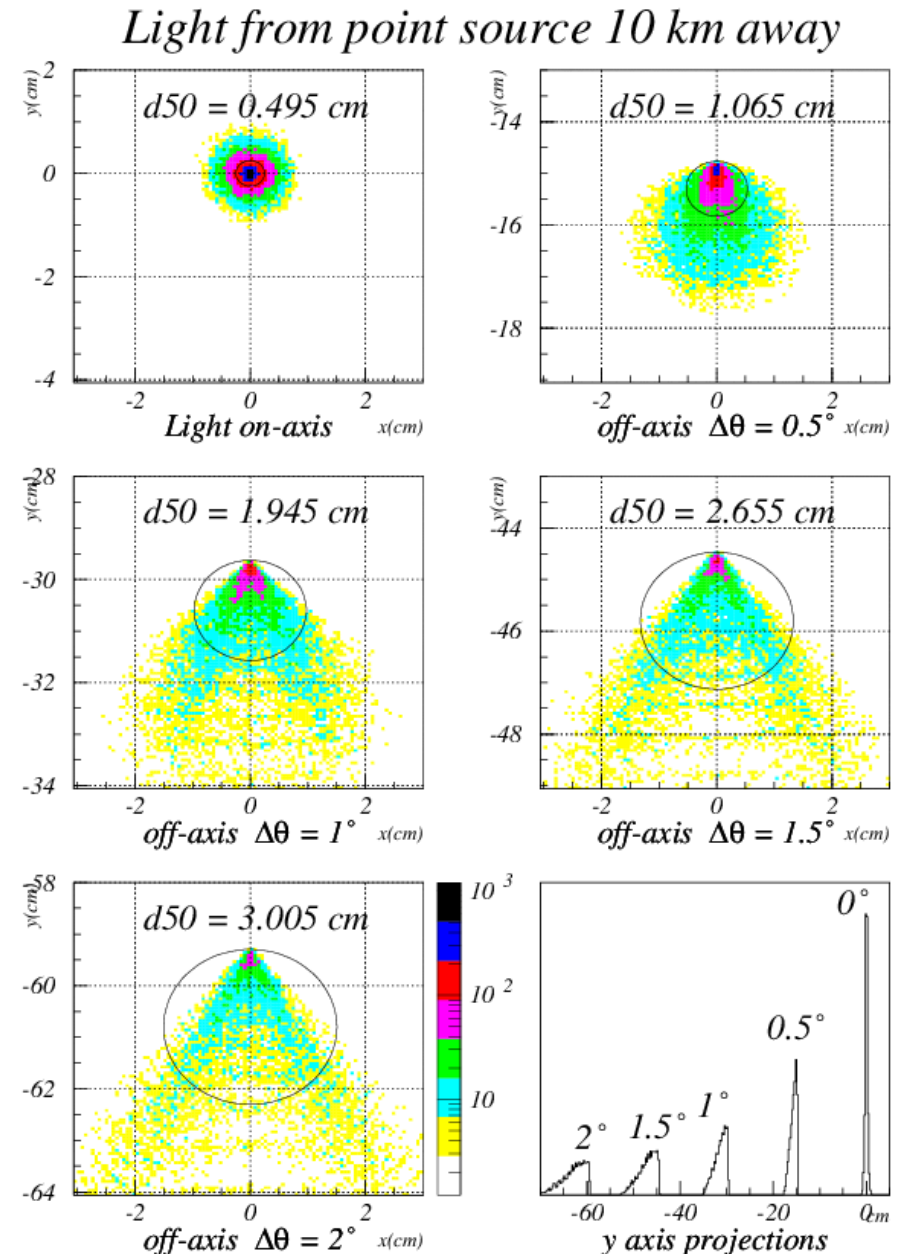 Light from point source 10 km away
y(cm)
2
0
-2
-4
d50 = 0.495 cm
-2 0 2
Light on-axis x(cm)
y(cm)
-14
-16
-18
d50 = 1.065 cm
-2 0 2
off-axis Δθ = 0.5° x(cm)
y(cm)
-28
-30
-32
-34
d50 = 1.945 cm
-2 0 2
off-axis Δθ = 1° x(cm)
y(cm)
-44
-46
-48
d50 = 2.655 cm
-2 0 2
off-axis Δθ = 1.5° x(cm)
y(cm)
-58
-60
-62
-64
d50 = 3.005 cm
-2 0 2
off-axis Δθ = 2° x(cm)
10 3
10 2
10
0°
0.5°
1°
1.5°
2°
-60 -40 -20 0 cm
y axis projections